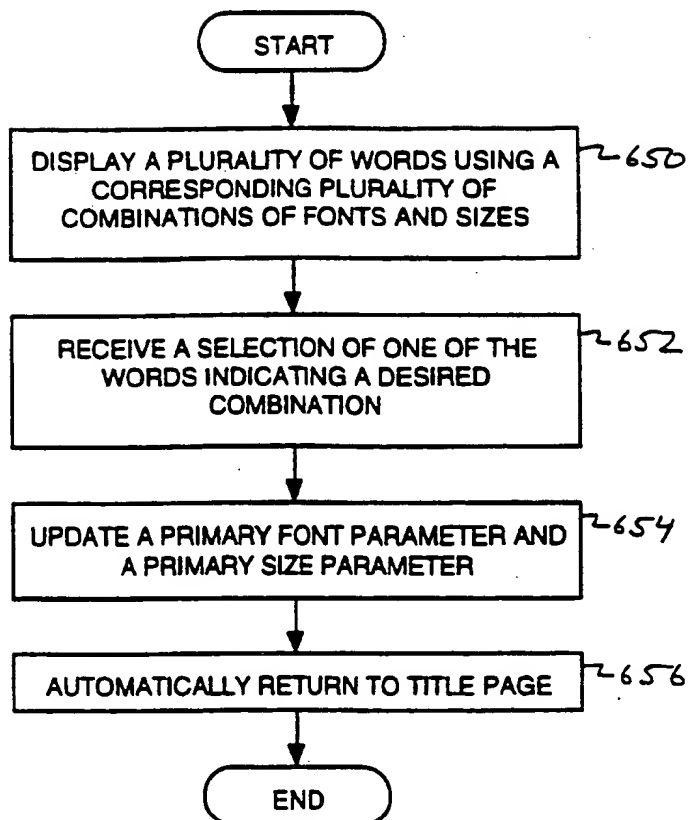 START
DISPLAY A PLURALITY OF WORDS USING A
CORRESPONDING PLURALITY OF
COMBINATIONS OF FONTS AND SIZES
650
RECEIVE A SELECTION OF ONE OF THE
WORDS INDICATING A DESIRED
COMBINATION
652
UPDATE A PRIMARY FONT PARAMETER AND
A PRIMARY SIZE PARAMETER
654
AUTOMATICALLY RETURN TO TITLE PAGE
656
END